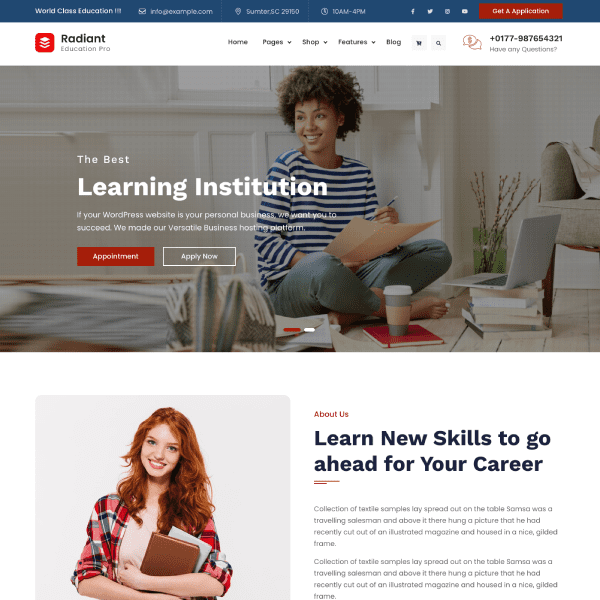 World Class Education !!!
info@example.com
Sumter,SC 29150
10AM-4PM
Get A Application
Radiant
Education Pro
Home
Pages
Shop
Features
Blog
+0177-987654321
Have any Questions?
The Best
Learning Institution
If your WordPress website is your personal business, we want you to
succeed. We made our Versatile Business hosting platform.
Appointment
Apply Now
About Us
Learn New Skills to go
ahead for Your Career
Collection of textile samples lay spread out on the table Samsa was a
travelling salesman and above it there hung a picture that he had
recently cut out of an illustrated magazine and housed in a nice, gilded
frame.
Collection of textile samples lay spread out on the table Samsa was a
travelling salesman and above it there hung a picture that he had
recently cut out of an illustrated magazine and housed in a nice, gilded
frame.